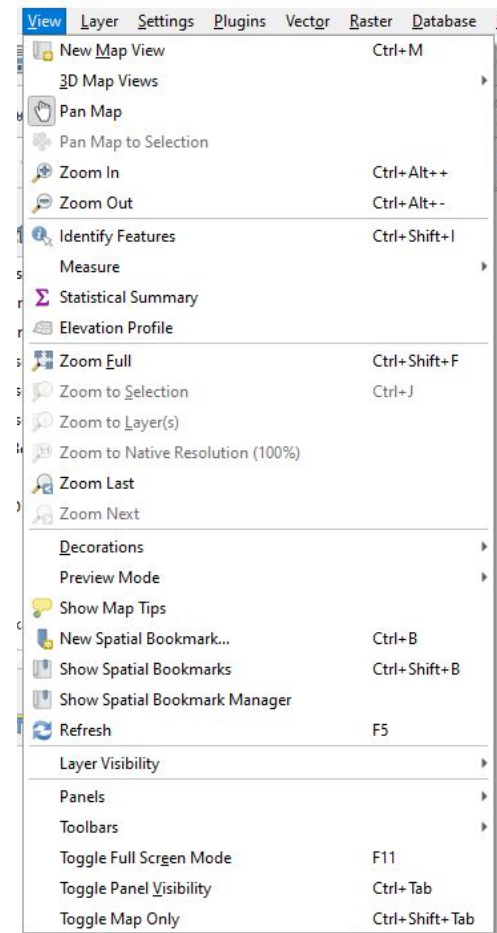 View Layer Settings Plugins Vector Raster Database
New Map View Ctrl+M
3D Map Views
Pan Map
Pan Map to Selection
Zoom In Ctrl+Alt++
Zoom Out Ctrl+Alt+-
Identify Features Ctrl+Shift+I
Measure
Statistical Summary
Elevation Profile
Zoom Full Ctrl+Shift+F
Zoom to Selection Ctrl+J
Zoom to Layer(s)
Zoom to Native Resolution (100%)
Zoom Last
Zoom Next
Decorations
Preview Mode
Show Map Tips
New Spatial Bookmark... Ctrl+B
Show Spatial Bookmarks Ctrl+Shift+B
Show Spatial Bookmark Manager
Refresh F5
Layer Visibility
Panels
Toolbars
Toggle Full Screen Mode F11
Toggle Panel Visibility Ctrl+Tab
Toggle Map Only Ctrl+Shift+Tab